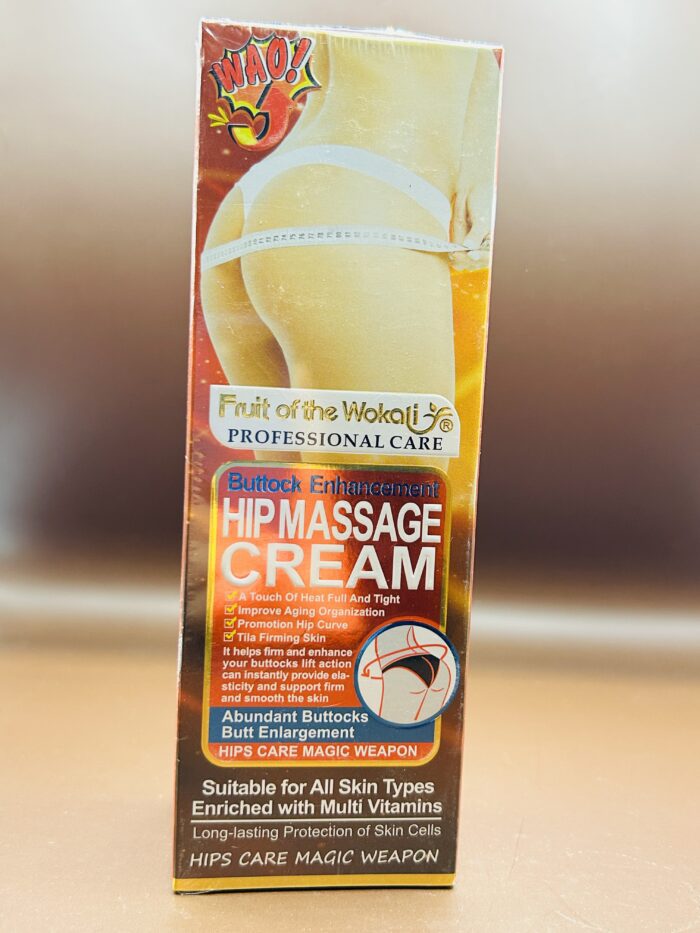 WAO!
Fruit of the Wokali ®
PROFESSIONAL CARE
Buttock Enhancement
HIP MASSAGE
CREAM
A Touch Of Heat Full And Tight
Improve Aging Organization
Promotion Hip Curve
Tila Firming Skin
It helps firm and enhance
your buttocks lift action
can instantly provide ela-
sticity and support firm
and smooth the skin
Abundant Buttocks
Butt Enlargement
HIPS CARE MAGIC WEAPON
Suitable for All Skin Types
Enriched with Multi Vitamins
Long-lasting Protection of Skin Cells
HIPS CARE MAGIC WEAPON